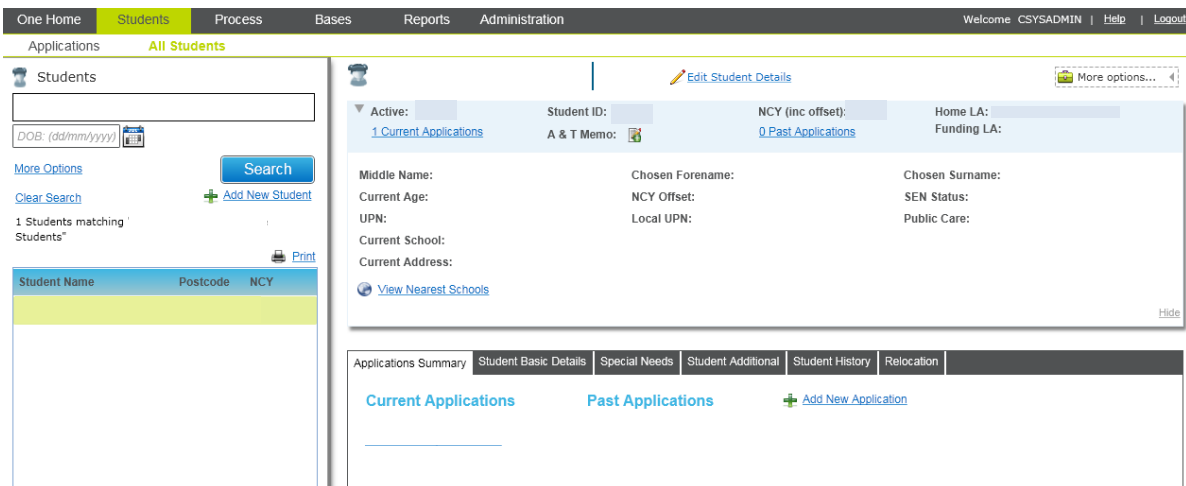 One Home Students Process Bases Reports Administration Welcome CSYSADMIN | Help | Logout
Applications All Students
Students
DOB: (dd/mm/yyyy)
More Options Search
Clear Search Add New Student
1 Students matching '
Students"
Print
Student Name Postcode NCY
Edit Student Details More options...
Active: Student ID: NCY (inc offset): Home LA:
1 Current Applications A & T Memo: 0 Past Applications Funding LA:
Middle Name: Chosen Forename: Chosen Surname:
Current Age: NCY Offset: SEN Status:
UPN: Local UPN: Public Care:
Current School:
Current Address:
View Nearest Schools
Hide
Applications Summary Student Basic Details Special Needs Student Additional Student History Relocation
Current Applications Past Applications Add New Application